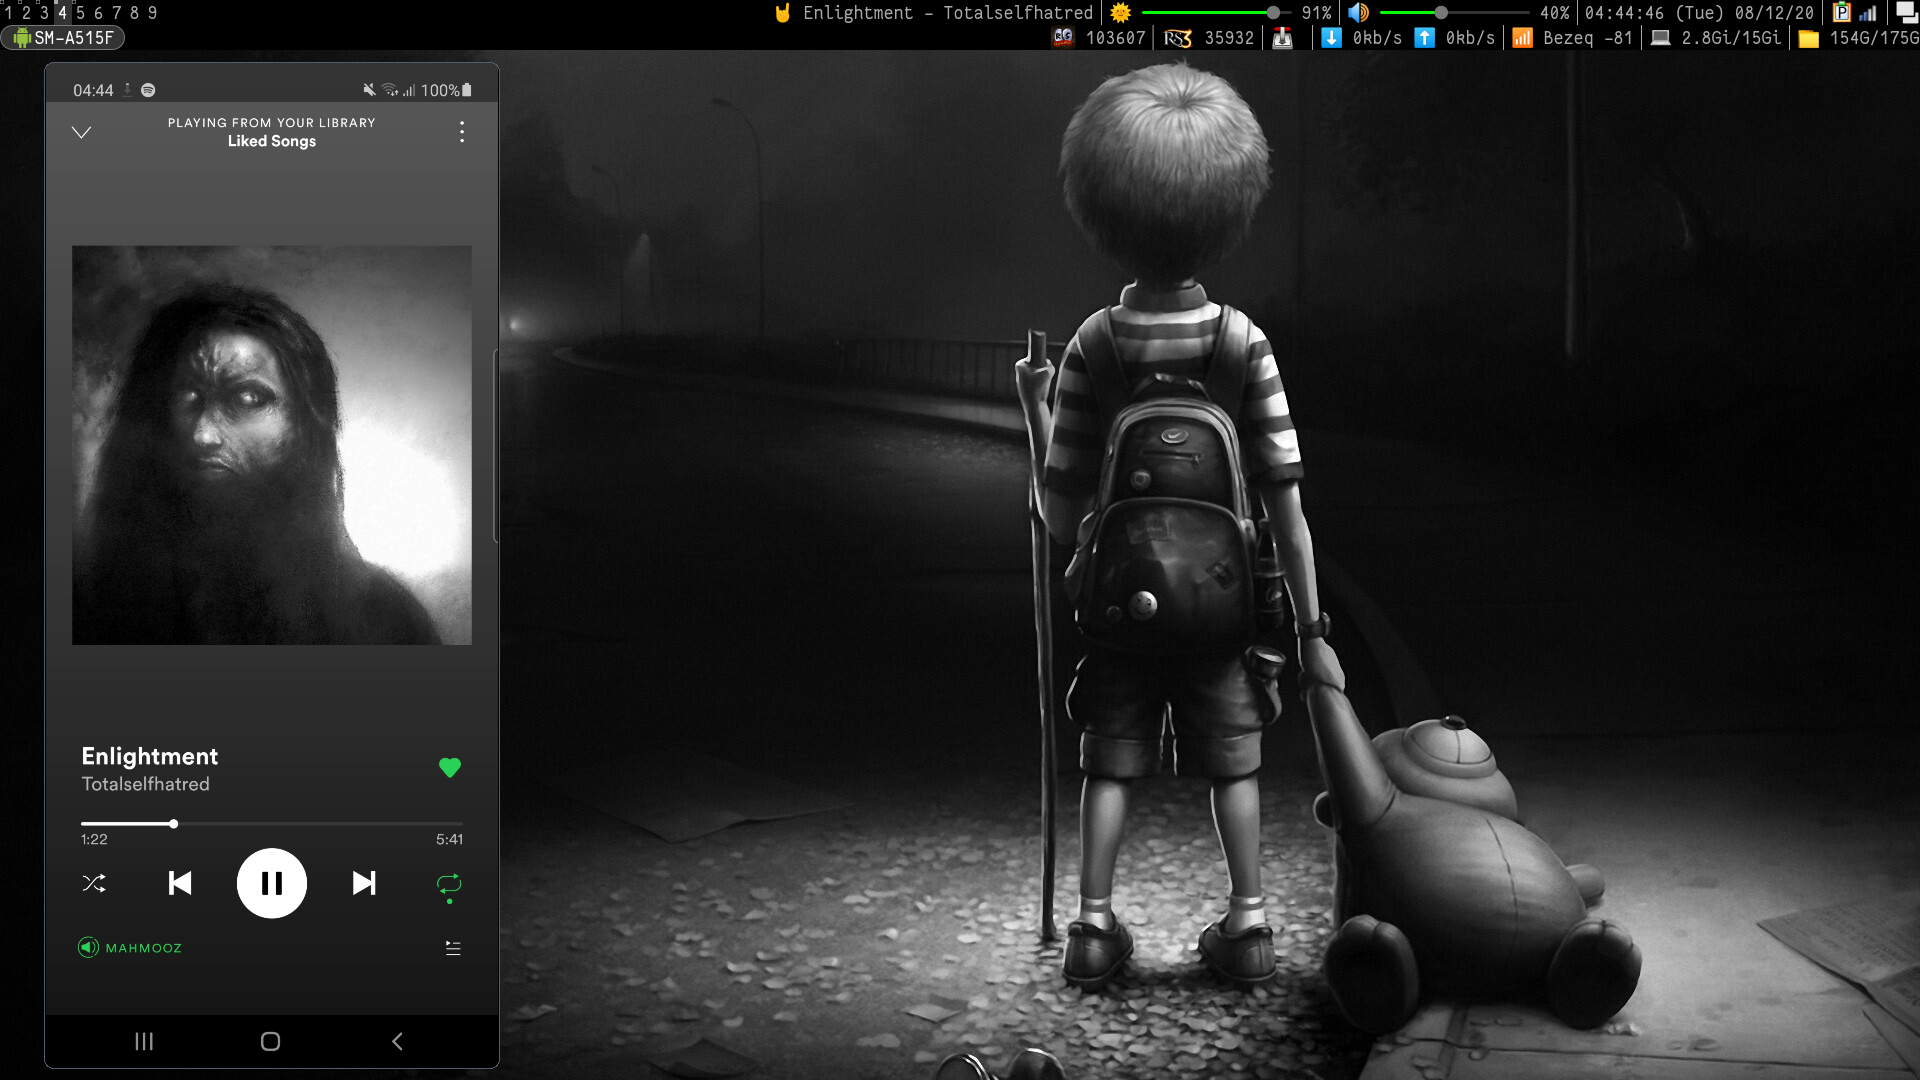 1 2 3 4 5 6 7 8 9
Enlightment - Totalselfhatred
91%
40%
04:44:46 (Tue) 08/12/20
SM-A515F
103607
RS3
35932
0kb/s
0kb/s
Bezeq -81
2.8Gi/15Gi
154G/175G
04:44
100%
PLAYING FROM YOUR LIBRARY
Liked Songs
Enlightment
Totalselfhatred
1:22
5:41
MAHMOOZ